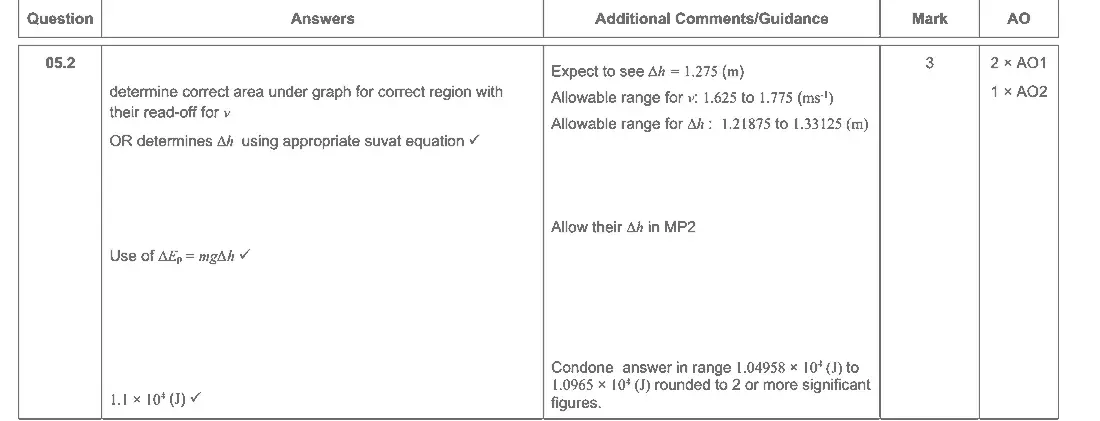 Question Answers Additional Comments/Guidance Mark AO
05.2 3 2 × AO1
Expect to see Δh = 1.275 (m)
determine correct area under graph for correct region with Allowable range for v: 1.625 to 1.775 (ms⁻¹) 1 × AO2
their read-off for v
Allowable range for Δh : 1.21875 to 1.33125 (m)
OR determines Δh using appropriate suvat equation ✓
Allow their Δh in MP2
Use of ΔEₚ = mgΔh ✓
Condone answer in range 1.04958 × 10⁴ (J) to
1.0965 × 10⁴ (J) rounded to 2 or more significant
1.1 × 10⁴ (J) ✓ figures.